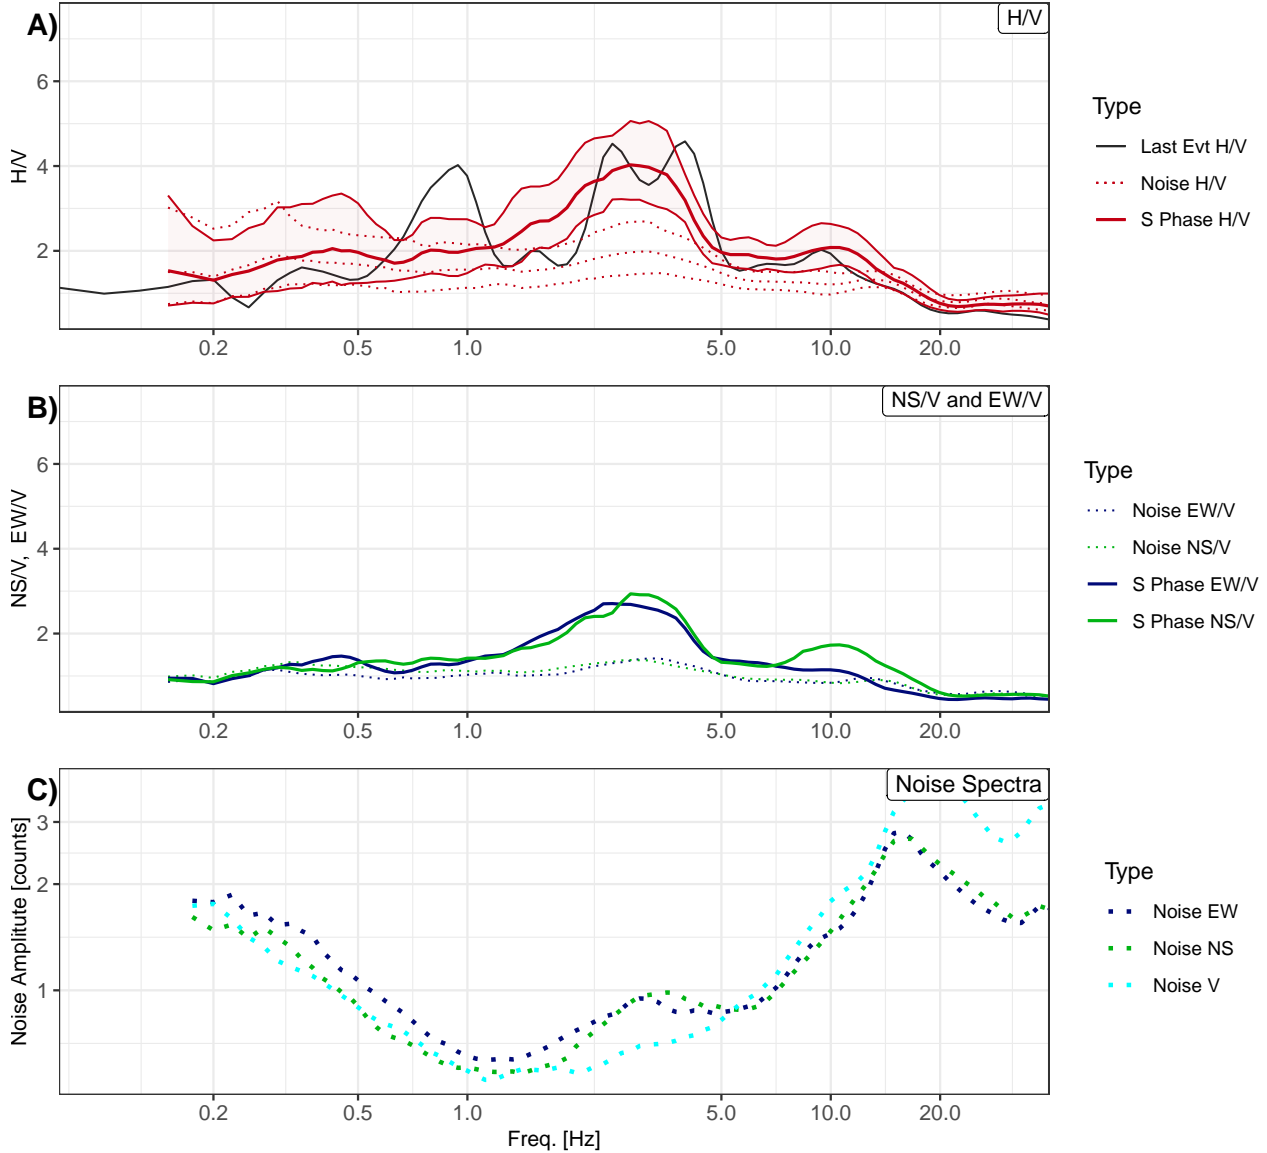 A)
H/V
H/V
6
4
2
0.2
0.5
1.0
5.0
10.0
20.0
Type
Last Evt H/V
Noise H/V
S Phase H/V
B)
NS/V and EW/V
NS/V, EW/V
6
4
2
0.2
0.5
1.0
5.0
10.0
20.0
Type
Noise EW/V
Noise NS/V
S Phase EW/V
S Phase NS/V
C)
Noise Spectra
Noise Amplitute [counts]
3
2
1
0.2
0.5
1.0
5.0
10.0
20.0
Freq. [Hz]
Type
Noise EW
Noise NS
Noise V